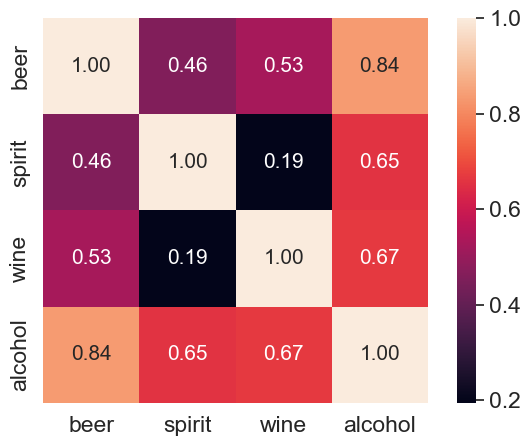 beer
1.00 0.46 0.53 0.84
spirit
0.46 1.00 0.19 0.65
wine
0.53 0.19 1.00 0.67
alcohol
0.84 0.65 0.67 1.00
beer spirit wine alcohol
1.0
0.8
0.6
0.4
0.2